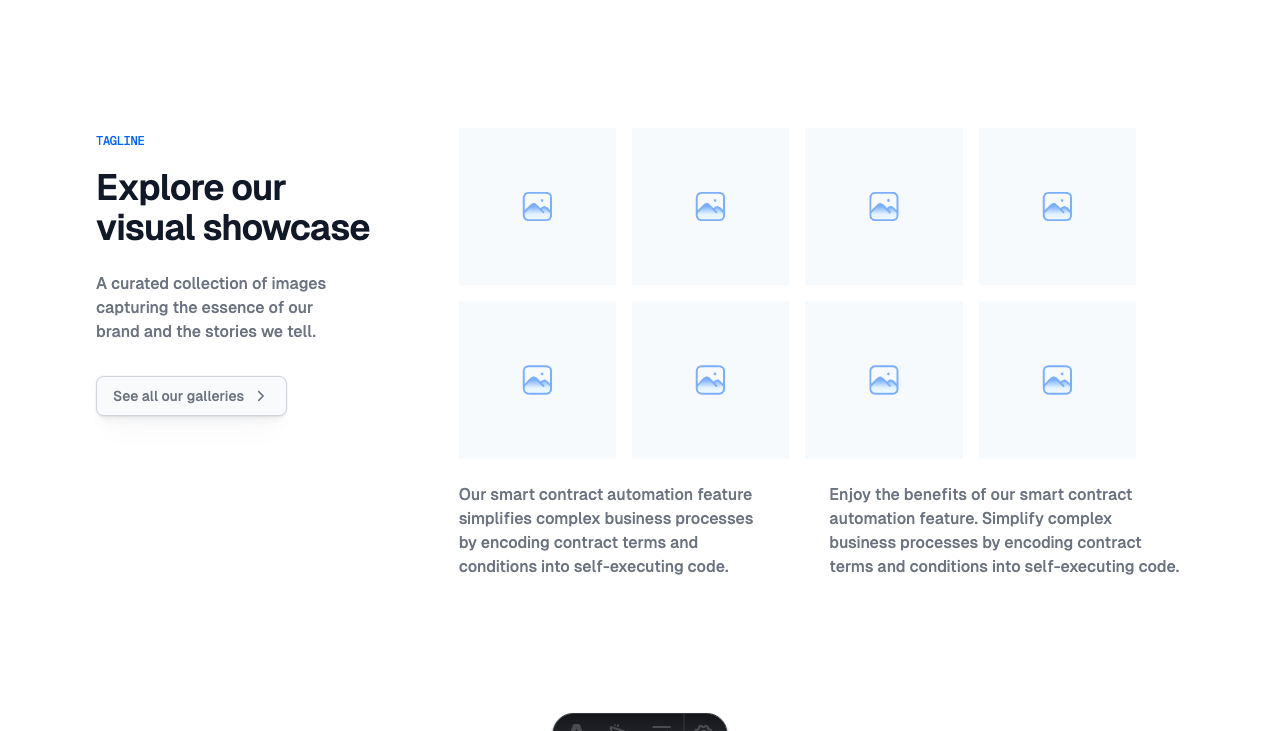 TAGLINE
Explore our
visual showcase
A curated collection of images
capturing the essence of our
brand and the stories we tell.
See all our galleries
Our smart contract automation feature
simplifies complex business processes
by encoding contract terms and
conditions into self-executing code.
Enjoy the benefits of our smart contract
automation feature. Simplify complex
business processes by encoding contract
terms and conditions into self-executing code.